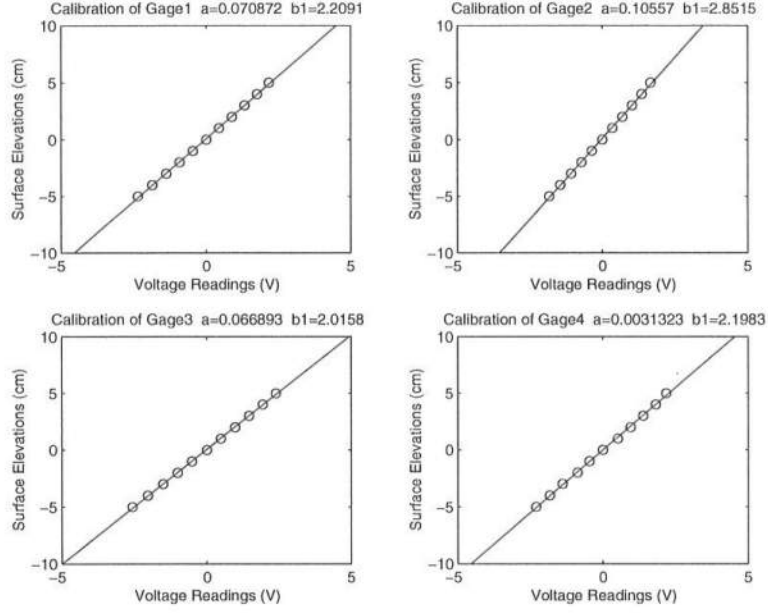 Calibration of Gage1 a=0.070872 b1=2.2091
10
5
0
−5
−10
Surface Elevations (cm)
−5 0 5
Voltage Readings (V)
Calibration of Gage2 a=0.10557 b1=2.8515
10
5
0
−5
−10
Surface Elevations (cm)
−5 0 5
Voltage Readings (V)
Calibration of Gage3 a=0.066893 b1=2.0158
10
5
0
−5
−10
Surface Elevations (cm)
−5 0 5
Voltage Readings (V)
Calibration of Gage4 a=0.0031323 b1=2.1983
10
5
0
−5
−10
Surface Elevations (cm)
−5 0 5
Voltage Readings (V)